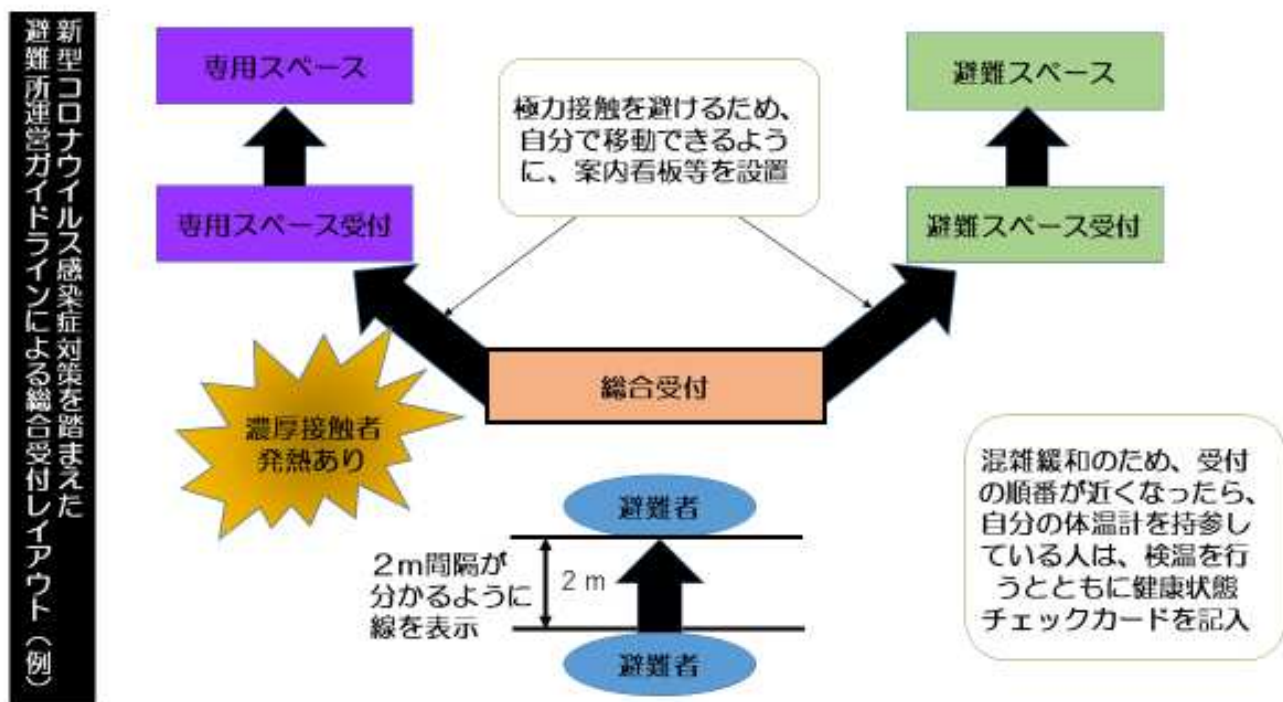 新型コロナウイルス感染症対策を踏まえた
避難所運営ガイドラインによる総合受付レイアウト（例）
専用スペース
避難スペース
極力接触を避けるため、
自分で移動できるよう
に、案内看板等を設置
専用スペース受付
避難スペース受付
総合受付
濃厚接触者
発熱あり
避難者
2m間隔が
分かるように
線を表示
2 m
避難者
混雑緩和のため、受付
の順番が近くなったら、
自分の体温計を持参し
ている人は、検温を行
うとともに健康状態
チェックカードを記入